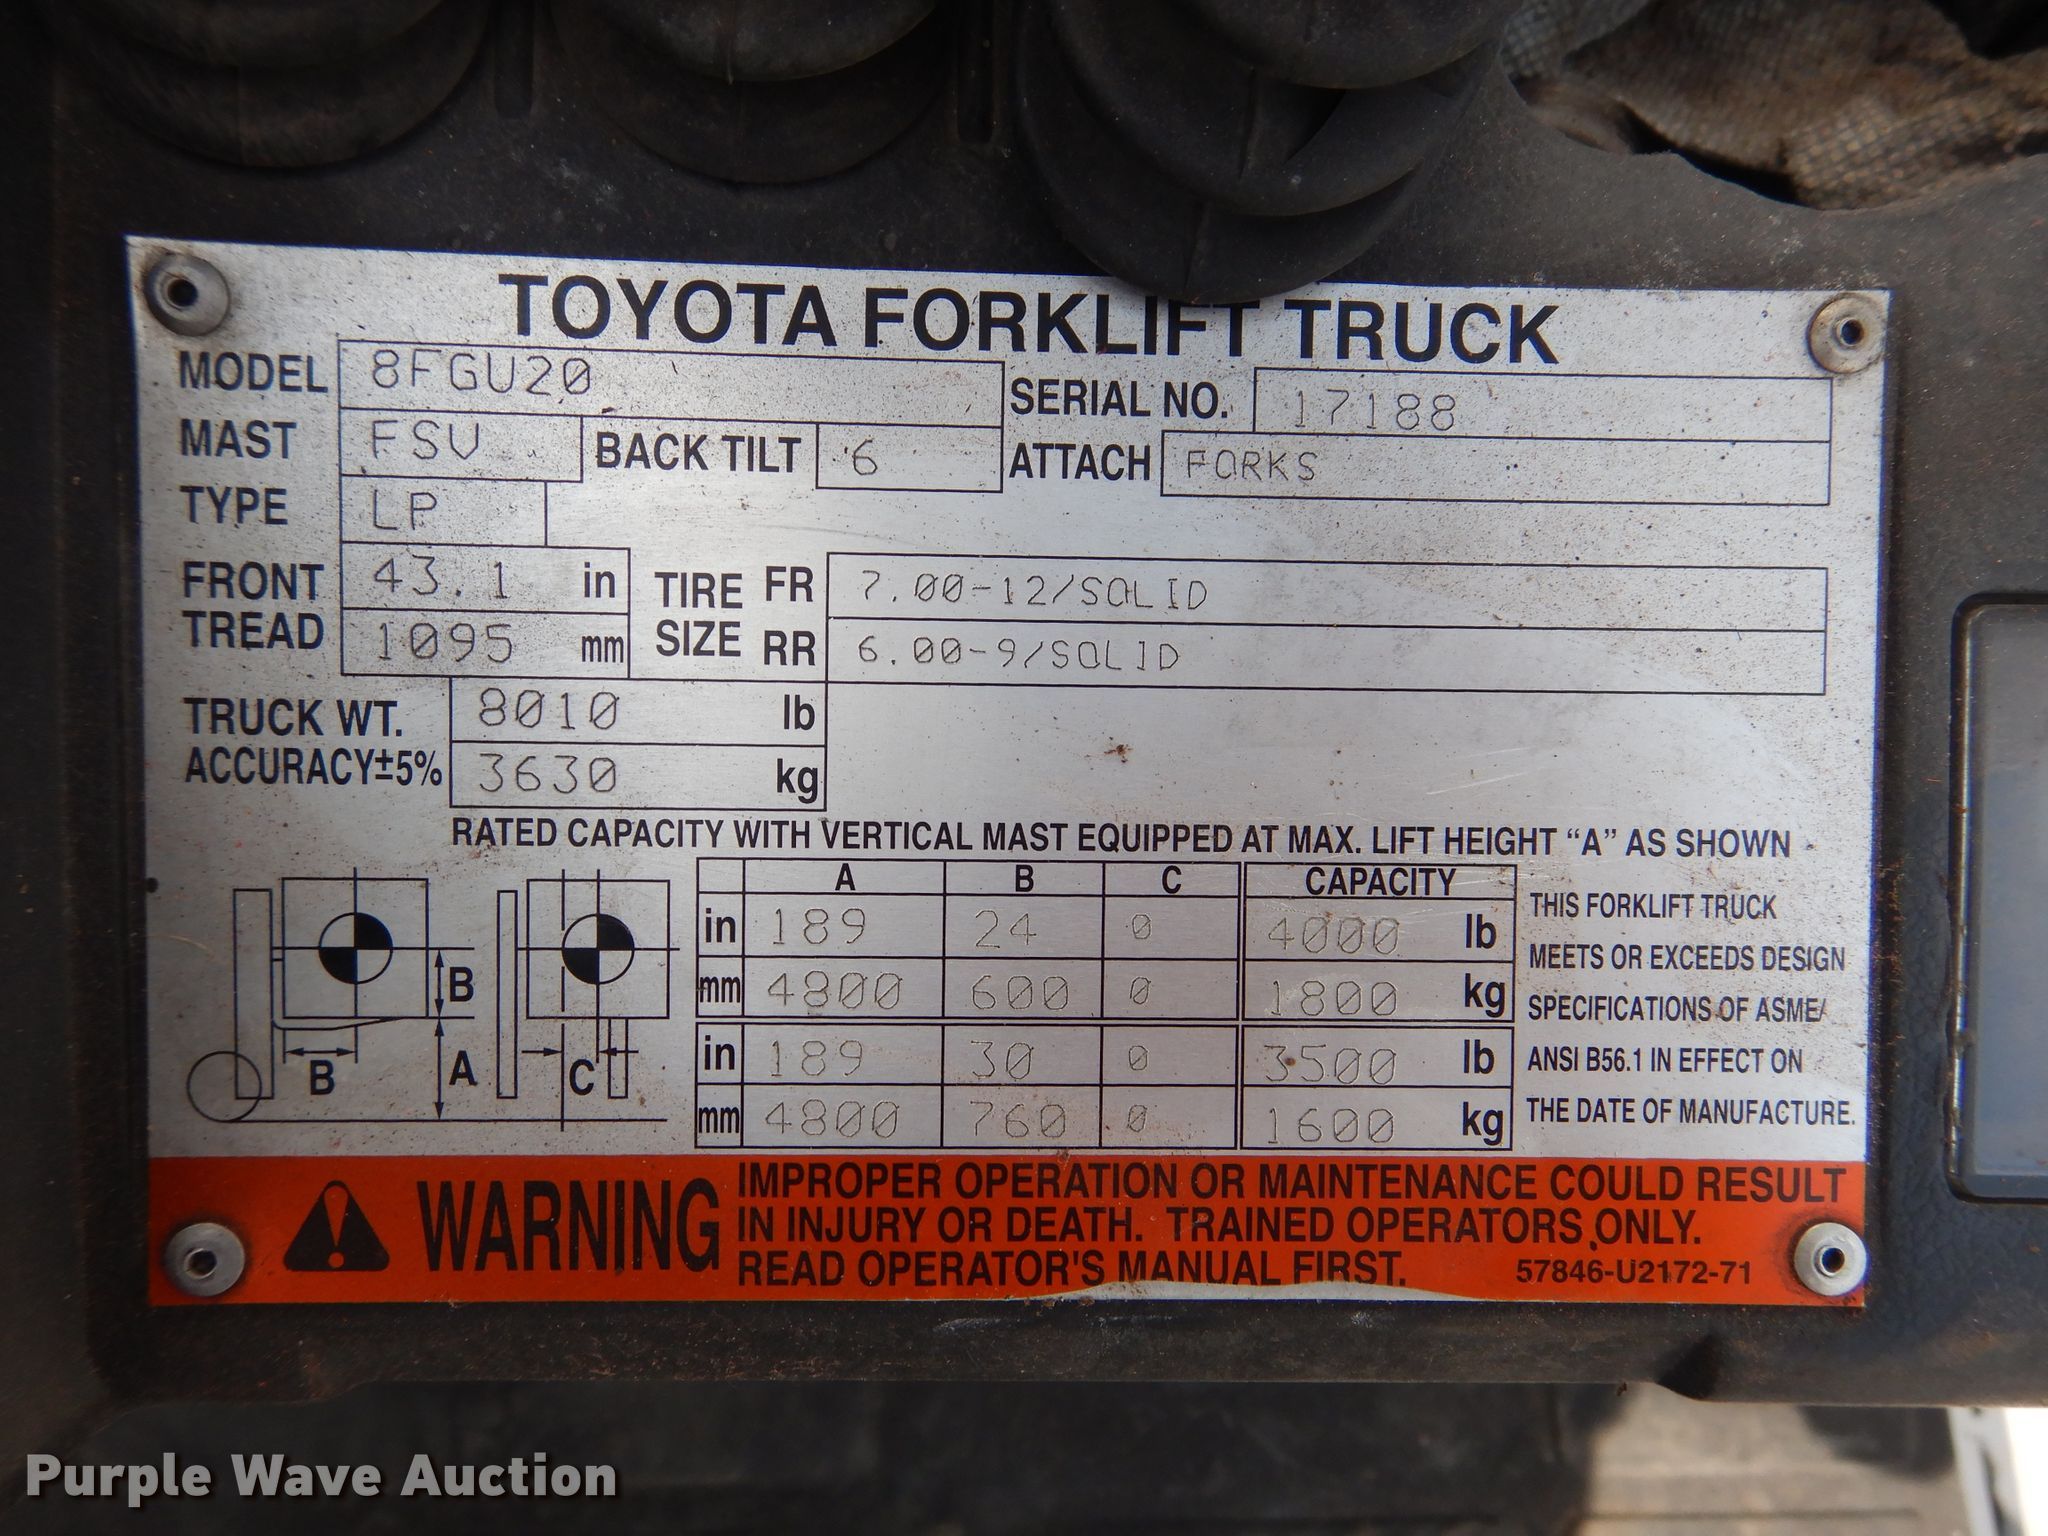 TOYOTA FORKLIFT TRUCK
MODEL 8FGU20 SERIAL NO. 17188
MAST FSV BACK TILT 6 ATTACH FORKS
TYPE LP
FRONT TREAD 43.1 in 1095 mm
TIRE SIZE FR 7.00-12/SOLID
RR 6.00-9/SOLID
TRUCK WT. 8010 lb
ACCURACY±5% 3630 kg
RATED CAPACITY WITH VERTICAL MAST EQUIPPED AT MAX. LIFT HEIGHT “A” AS SHOWN
A B C CAPACITY
in 189 24 0 4000 lb
mm 4800 600 0 1800 kg
in 189 30 0 3500 lb
mm 4800 760 0 1600 kg
B B A C
THIS FORKLIFT TRUCK
MEETS OR EXCEEDS DESIGN
SPECIFICATIONS OF ASME/
ANSI B56.1 IN EFFECT ON
THE DATE OF MANUFACTURE.
WARNING
IMPROPER OPERATION OR MAINTENANCE COULD RESULT
IN INJURY OR DEATH. TRAINED OPERATORS ONLY.
READ OPERATOR'S MANUAL FIRST. 57846-U2172-71
Purple Wave Auction